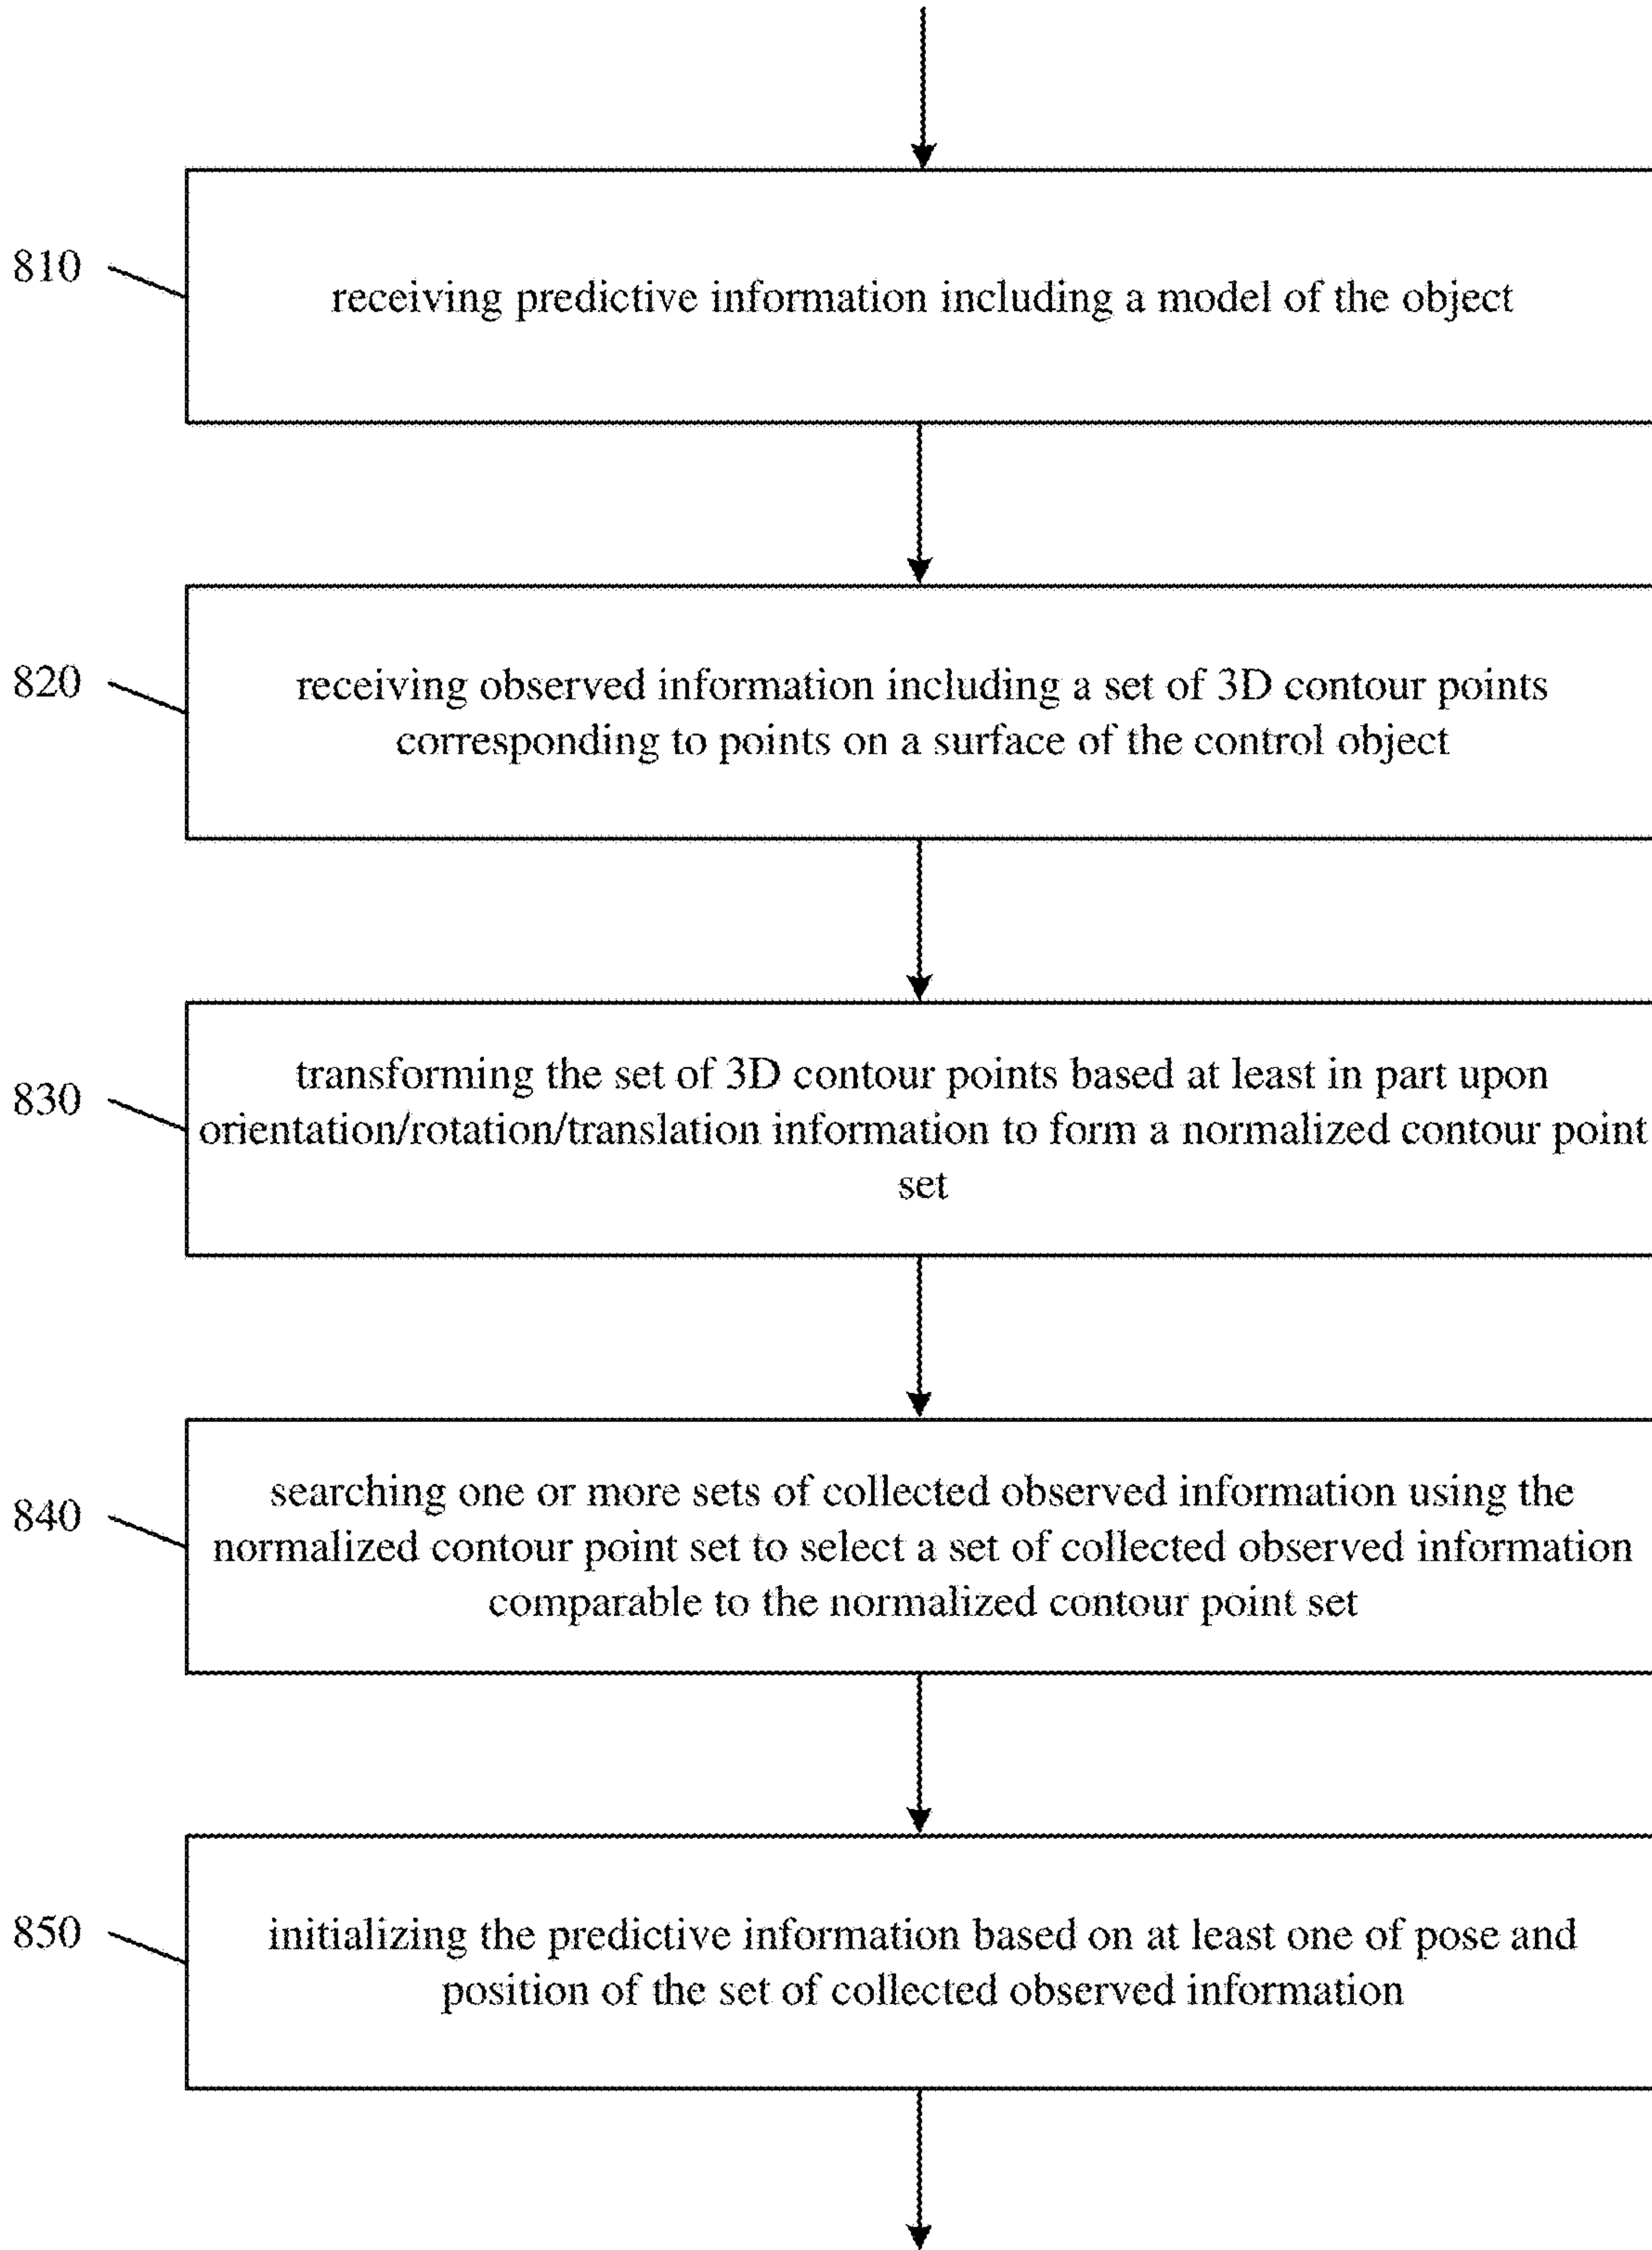 810
receiving predictive information including a model of the object
820
receiving observed information including a set of 3D contour points
corresponding to points on a surface of the control object
830
transforming the set of 3D contour points based at least in part upon
orientation/rotation/translation information to form a normalized contour point
set
840
searching one or more sets of collected observed information using the
normalized contour point set to select a set of collected observed information
comparable to the normalized contour point set
850
initializing the predictive information based on at least one of pose and
position of the set of collected observed information